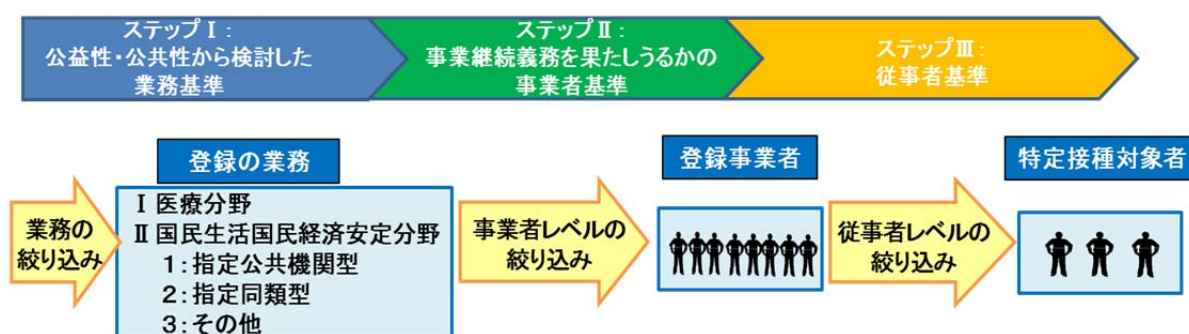 ステップⅠ:
公益性・公共性から検討した
業務基準
ステップⅡ:
事業継続義務を果たしうるかの
事業者基準
ステップⅢ:
従事者基準
業務の
絞り込み
登録の業務
Ⅰ 医療分野
Ⅱ 国民生活国民経済安定分野
1:指定公共機関型
2:指定同類型
3:その他
事業者レベルの
絞り込み
登録事業者
従事者レベルの
絞り込み
特定接種対象者